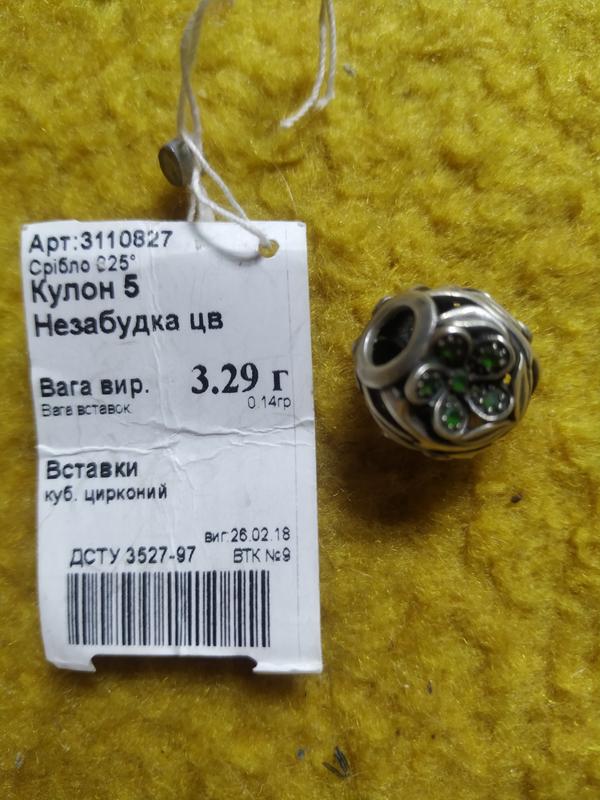 Арт:3110827
Срібло 925°
Кулон 5
Незабудка цв
Вага вир. 3.29 г
Вага вставок 0.14гр
Вставки
куб. цирконий
виг.26.02.18
ДСТУ 3527-97 ВТК №9